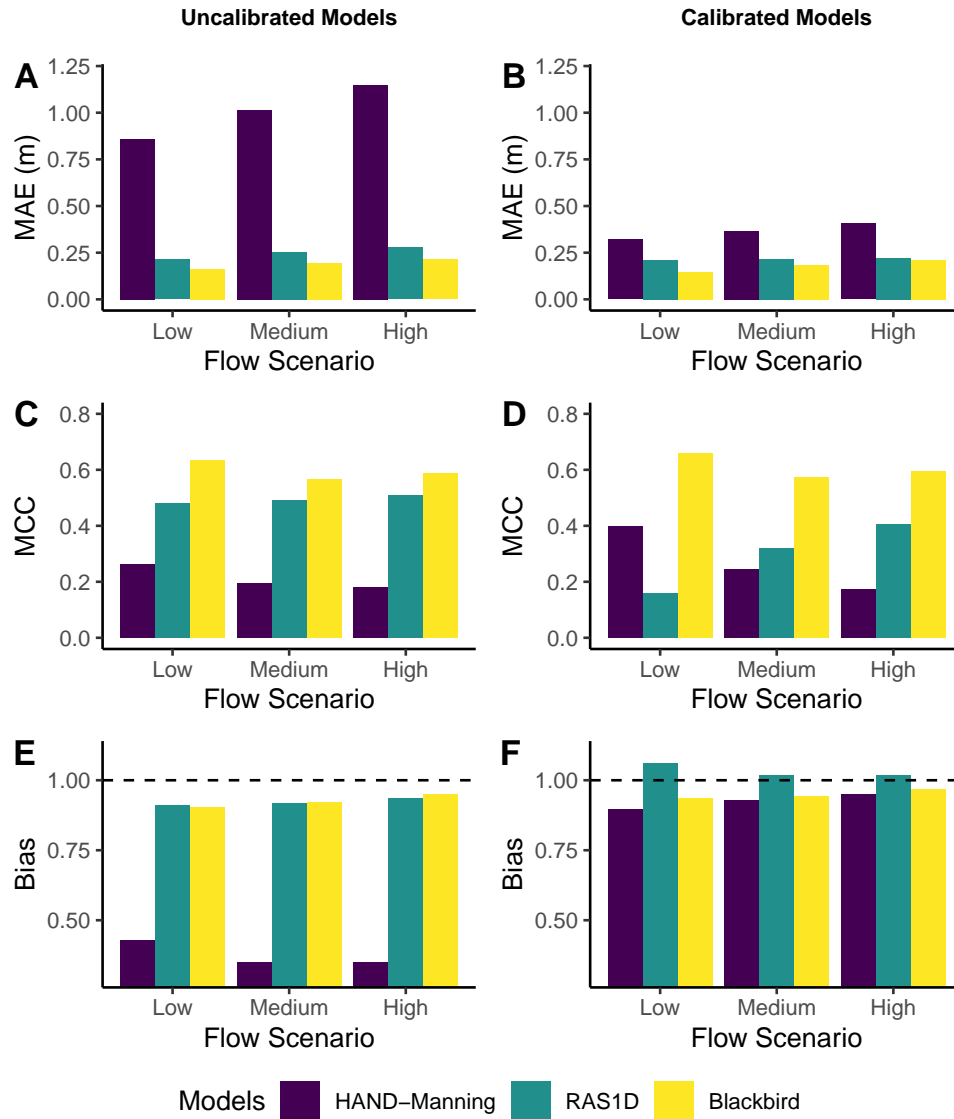 Uncalibrated Models
Calibrated Models
A
MAE (m)
1.25
1.00
0.75
0.50
0.25
0.00
Low Medium High
Flow Scenario
B
MAE (m)
1.25
1.00
0.75
0.50
0.25
0.00
Low Medium High
Flow Scenario
C
MCC
0.8
0.6
0.4
0.2
0.0
Low Medium High
Flow Scenario
D
MCC
0.8
0.6
0.4
0.2
0.0
Low Medium High
Flow Scenario
E
Bias
1.00
0.75
0.50
Low Medium High
Flow Scenario
F
Bias
1.00
0.75
0.50
Low Medium High
Flow Scenario
Models HAND−Manning RAS1D Blackbird